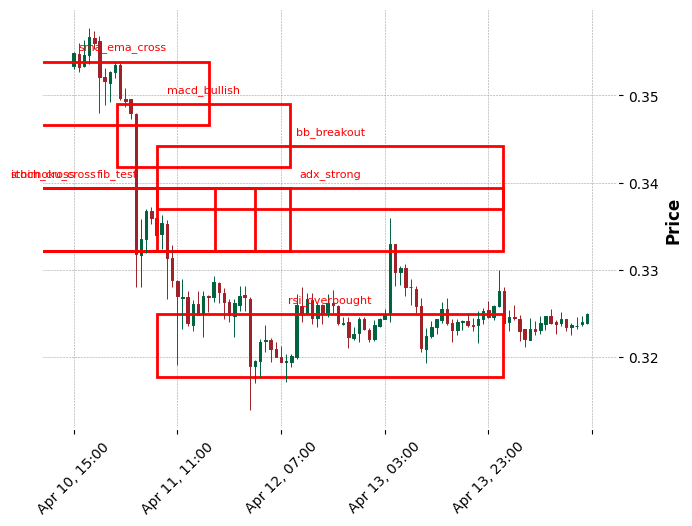 sma_ema_cross
0.35
macd_bullish
bb_breakout
0.34
fib_test
adx_strong
Price
0.33
rsi_overbought
0.32
Apr 10, 15:00
Apr 11, 11:00
Apr 12, 07:00
Apr 13, 03:00
Apr 13, 23:00